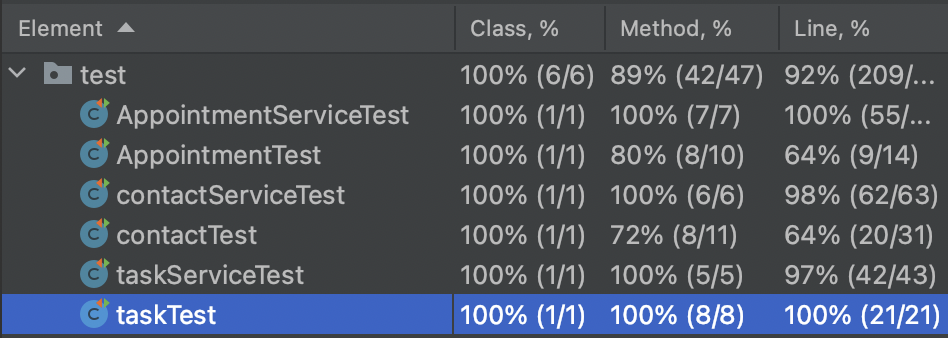 Element Class, % Method, % Line, %
test 100% (6/6) 89% (42/47) 92% (209/...
AppointmentServiceTest 100% (1/1) 100% (7/7) 100% (55/...
AppointmentTest 100% (1/1) 80% (8/10) 64% (9/14)
contactServiceTest 100% (1/1) 100% (6/6) 98% (62/63)
contactTest 100% (1/1) 72% (8/11) 64% (20/31)
taskServiceTest 100% (1/1) 100% (5/5) 97% (42/43)
taskTest 100% (1/1) 100% (8/8) 100% (21/21)